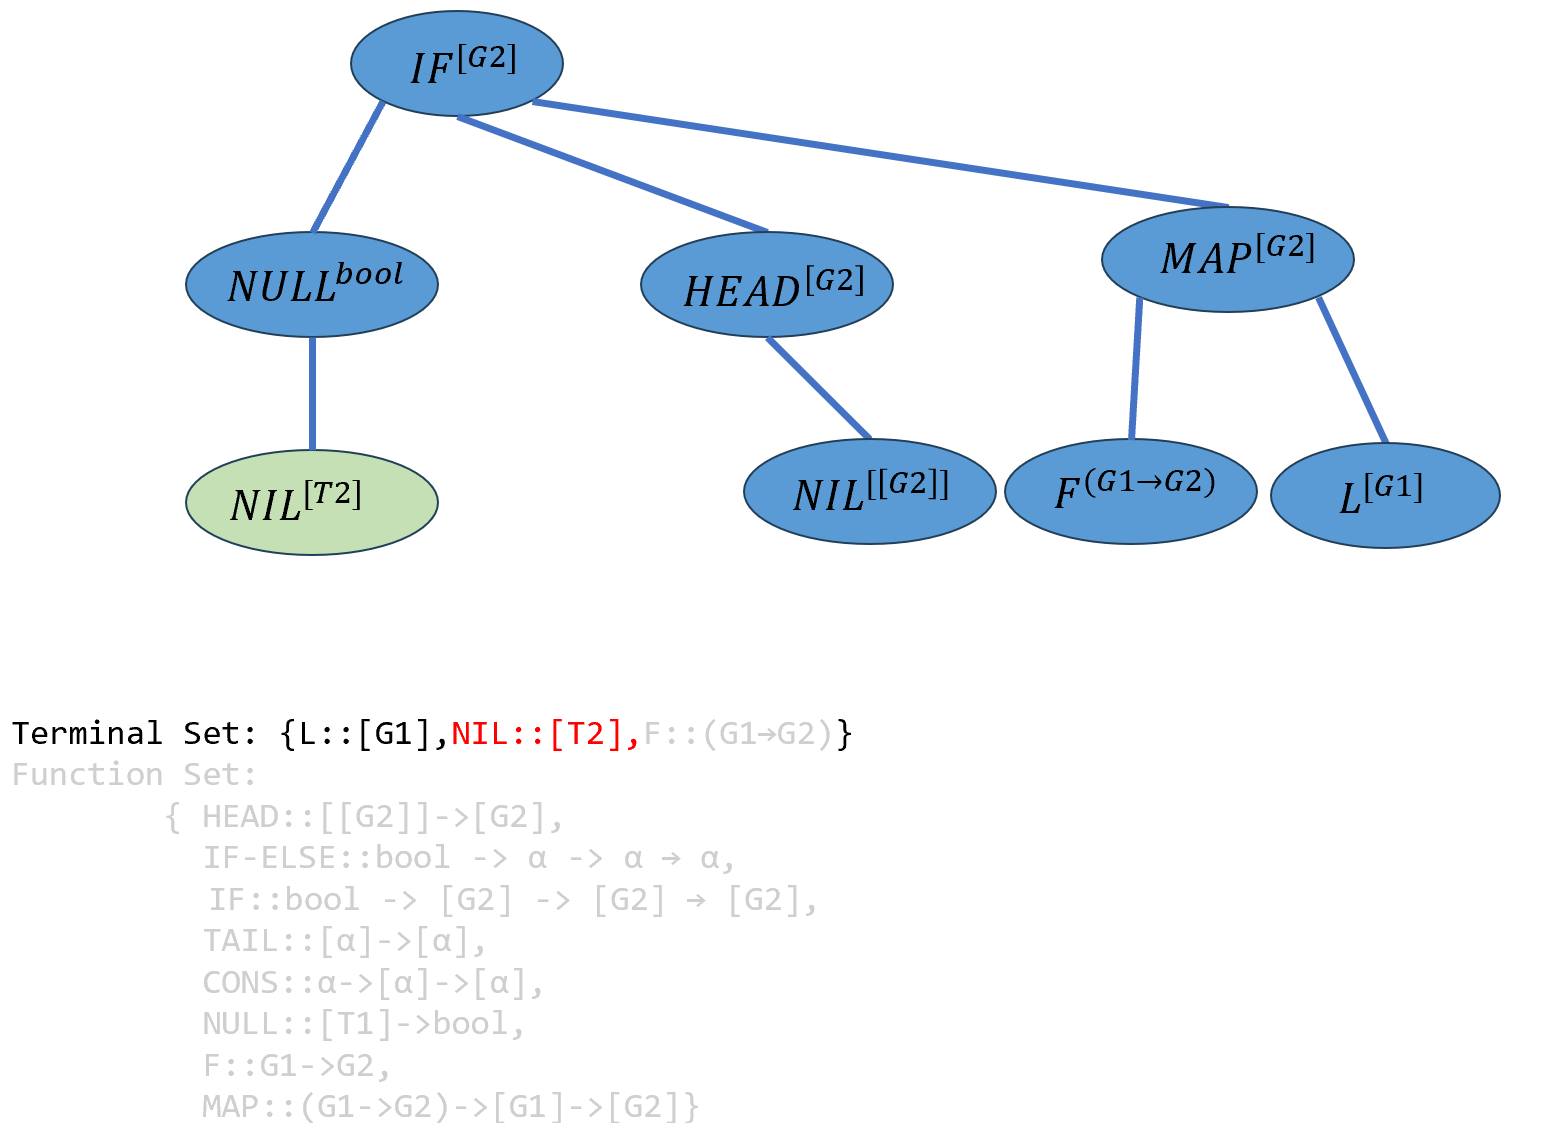 IF^[G2]
NULL^bool
HEAD^[G2]
MAP^[G2]
NIL^[T2]
NIL^[[G2]]
F^(G1→G2)
L^[G1]
Terminal Set: {L::[G1],NIL::[T2],F::(G1→G2)}
Function Set:
{ HEAD::[[G2]]->[G2],
IF-ELSE::bool -> α -> α → α,
IF::bool -> [G2] -> [G2] → [G2],
TAIL::[α]->[α],
CONS::α->[α]->[α],
NULL::[T1]->bool,
F::G1->G2,
MAP::(G1->G2)->[G1]->[G2]}